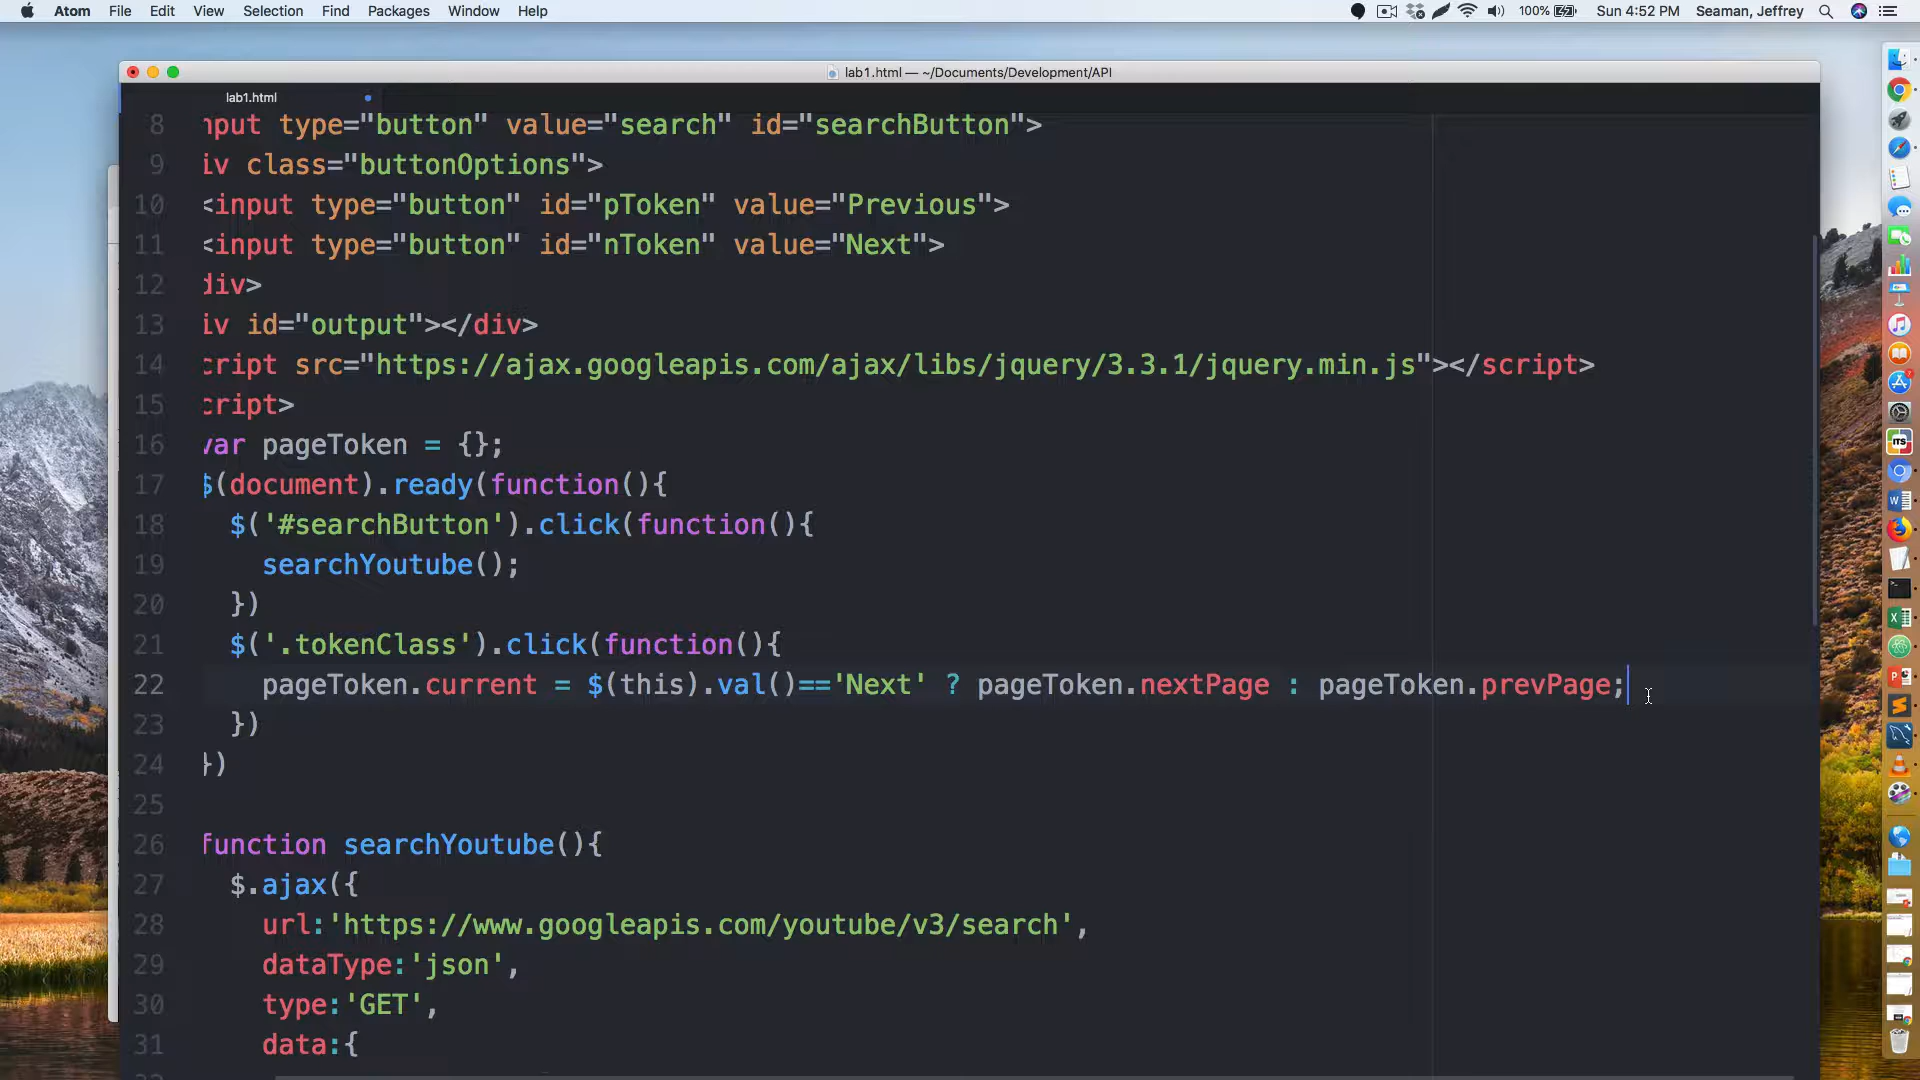 Atom File Edit View Selection Find Packages Window Help 100% Sun 4:52 PM Seaman, Jeffrey
lab1.html — ~/Documents/Development/API
lab1.html
8 nput type="button" value="search" id="searchButton">
9 iv class="buttonOptions">
10 <input type="button" id="pToken" value="Previous">
11 <input type="button" id="nToken" value="Next">
12 div>
13 iv id="output"></div>
14 cript src="https://ajax.googleapis.com/ajax/libs/jquery/3.3.1/jquery.min.js"></script>
15 cript>
16 var pageToken = {};
17 $(document).ready(function(){
18 $('#searchButton').click(function(){
19 searchYoutube();
20 })
21 $('.tokenClass').click(function(){
22 pageToken.current = $(this).val()=='Next' ? pageToken.nextPage : pageToken.prevPage;
23 })
24 })
25
26 function searchYoutube(){
27 $.ajax({
28 url:'https://www.googleapis.com/youtube/v3/search',
29 dataType:'json',
30 type:'GET',
31 data:{